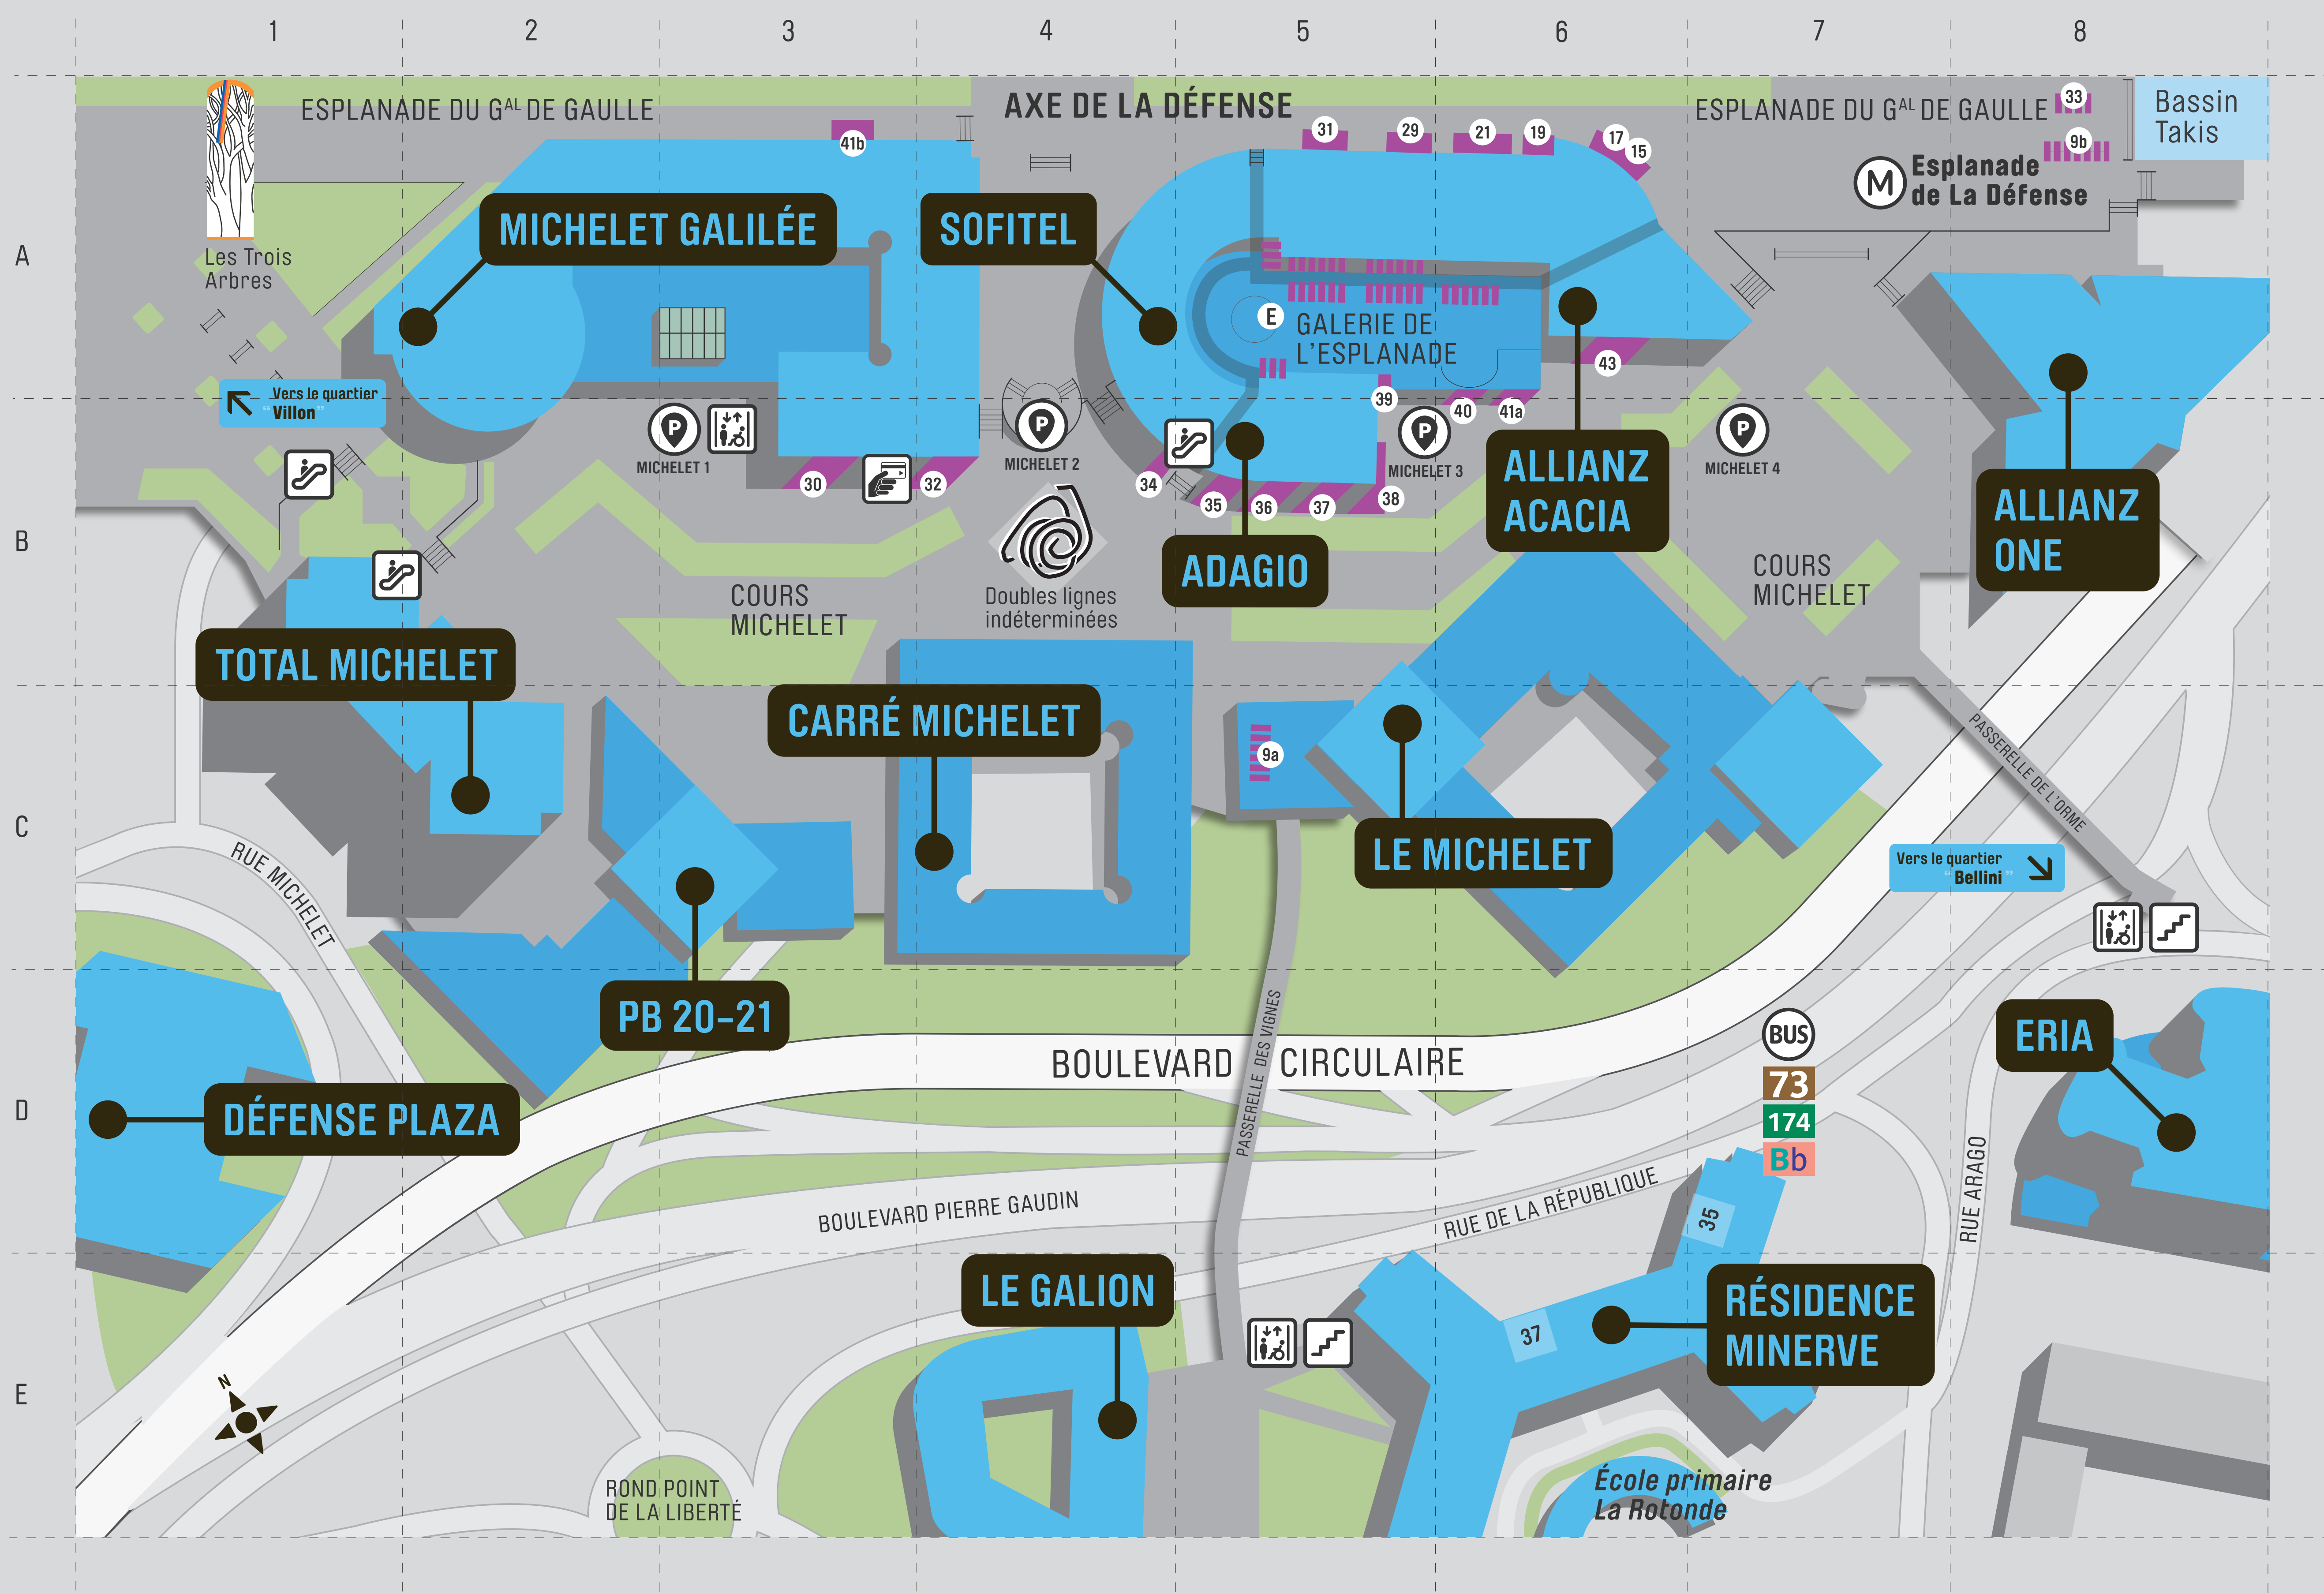 1 2 3 4 5 6 7 8
A
B
C
D
E
ESPLANADE DU GAL DE GAULLE
AXE DE LA DÉFENSE
ESPLANADE DU GAL DE GAULLE
33
9b
Bassin
Takis
M
Esplanade
de La Défense
41b
31
29
21
19
17
15
Les Trois
Arbres
MICHELET GALILÉE
SOFITEL
E
GALERIE DE
L'ESPLANADE
43
39
40
41a
Vers le quartier
“Villon”
P
MICHELET 1
P
MICHELET 2
P
MICHELET 3
P
MICHELET 4
30
32
34
35
36
37
38
ALLIANZ
ACACIA
ALLIANZ
ONE
ADAGIO
COURS
MICHELET
Doubles lignes
indéterminées
COURS
MICHELET
TOTAL MICHELET
CARRÉ MICHELET
9a
LE MICHELET
PASSERELLE DE L'ORME
Vers le quartier
“Bellini”
RUE MICHELET
PB 20-21
ERIA
BUS
73
174
Bb
BOULEVARD CIRCULAIRE
PASSERELLE DES VIGNES
DÉFENSE PLAZA
BOULEVARD PIERRE GAUDIN
RUE DE LA RÉPUBLIQUE
RUE ARAGO
35
37
LE GALION
RÉSIDENCE
MINERVE
N
ROND POINT
DE LA LIBERTÉ
École primaire
La Rotonde